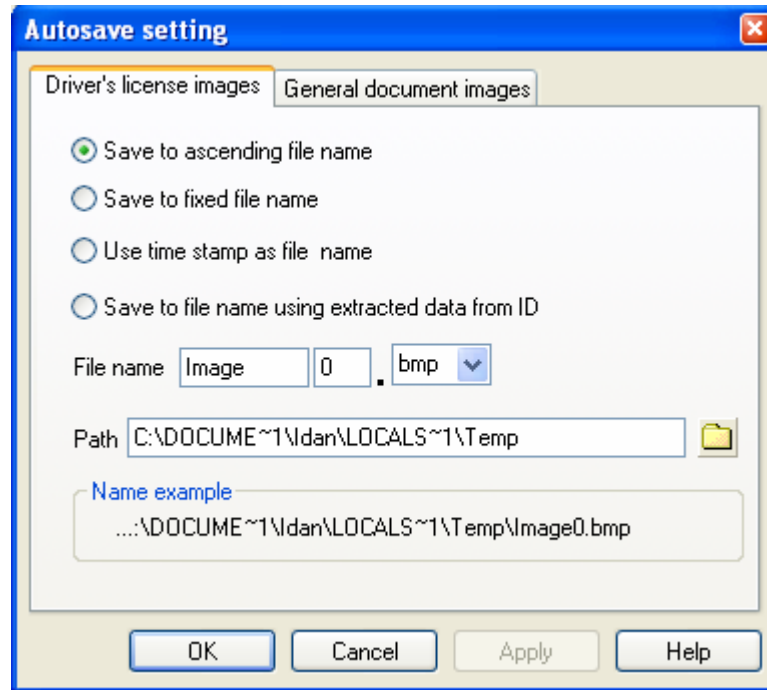 Autosave setting
Driver's license images General document images
Save to ascending file name
Save to fixed file name
Use time stamp as file name
Save to file name using extracted data from ID
File name Image 0 . bmp
Path C:\DOCUME~1\Idan\LOCALS~1\Temp
Name example
...:\DOCUME~1\Idan\LOCALS~1\Temp\Image0.bmp
OK Cancel Apply Help